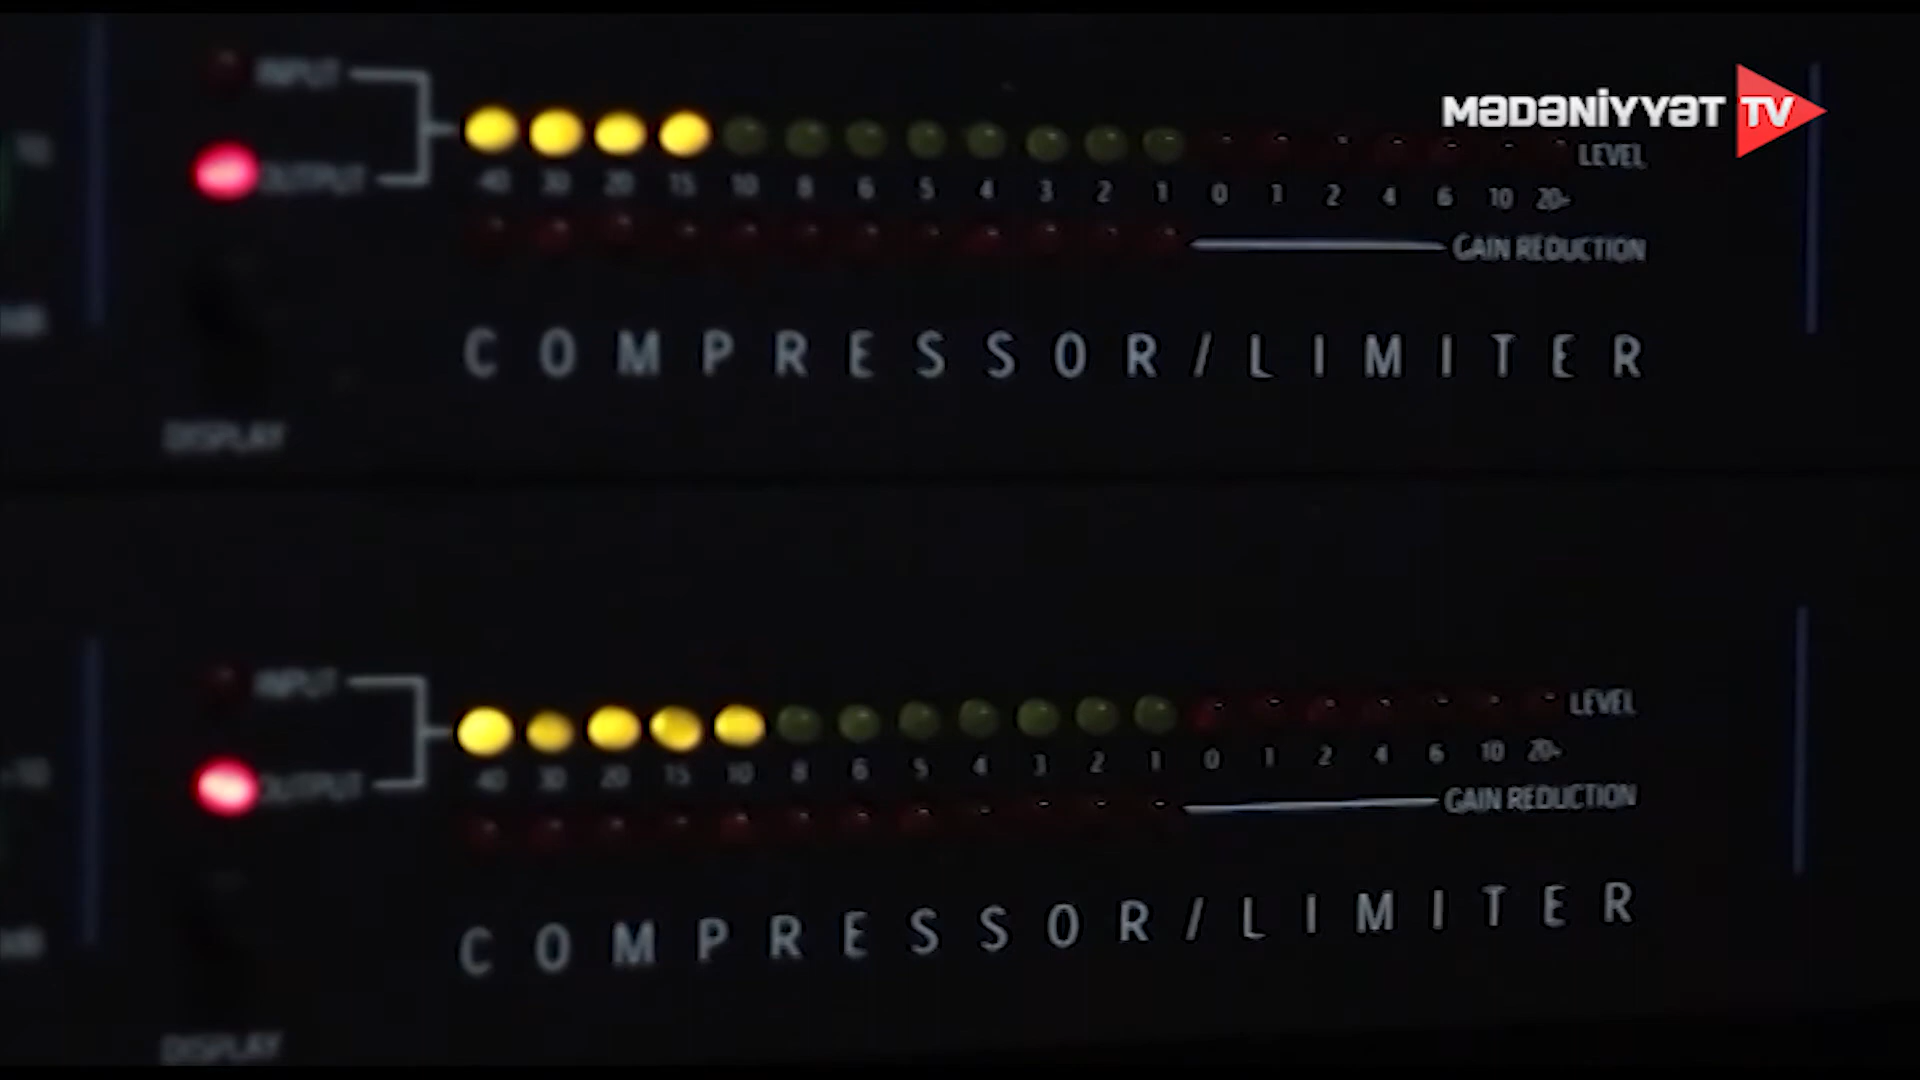 INPUT
MƏDƏNİYYƏT TV
LEVEL
OUTPUT
40 30 20 15 10 8 6 5 4 3 2 1 0 1 2 4 6 10 20+
GAIN REDUCTION
COMPRESSOR/LIMITER
DISPLAY
INPUT
LEVEL
OUTPUT
40 30 20 15 10 8 6 5 4 3 2 1 0 1 2 4 6 10 20+
-10
GAIN REDUCTION
COMPRESSOR/LIMITER
DISPLAY